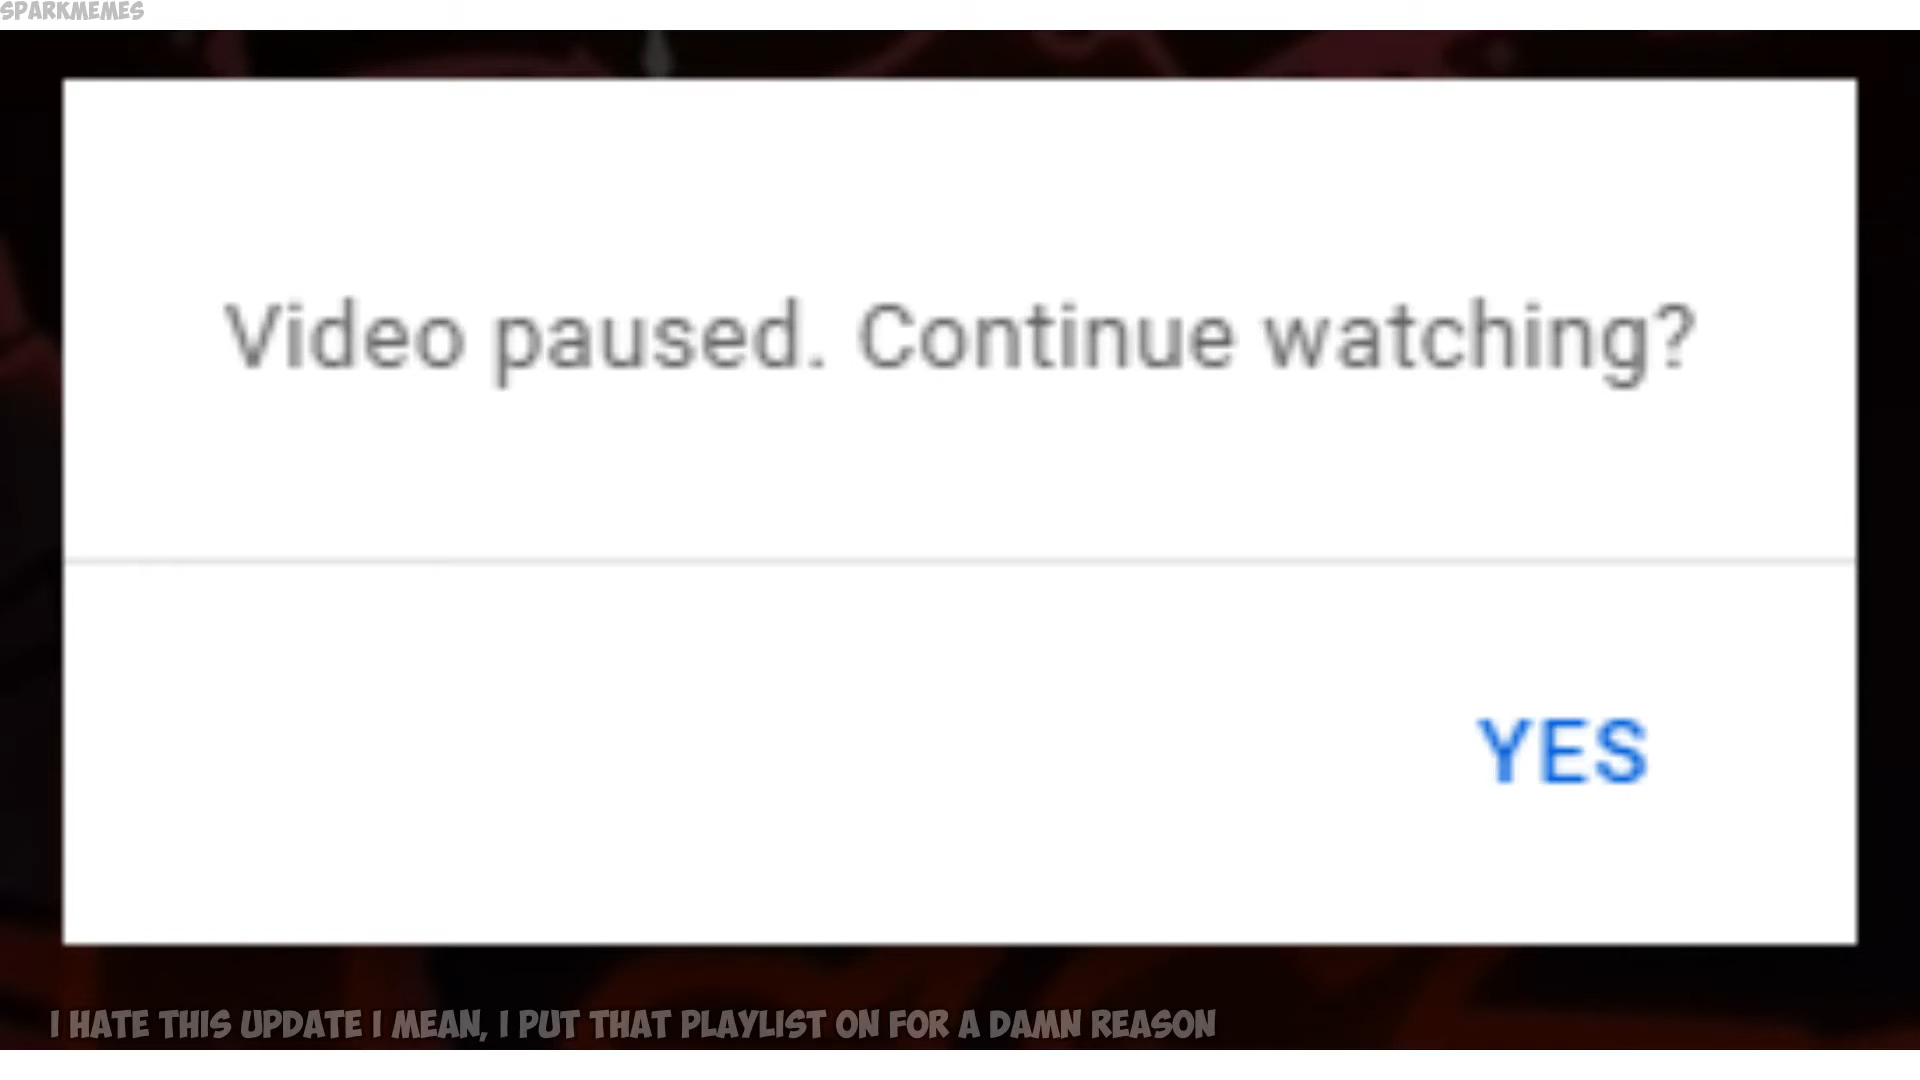 SPARKMEMES
Video paused. Continue watching?
YES
I HATE THIS UPDATE I MEAN, I PUT THAT PLAYLIST ON FOR A DAMN REASON